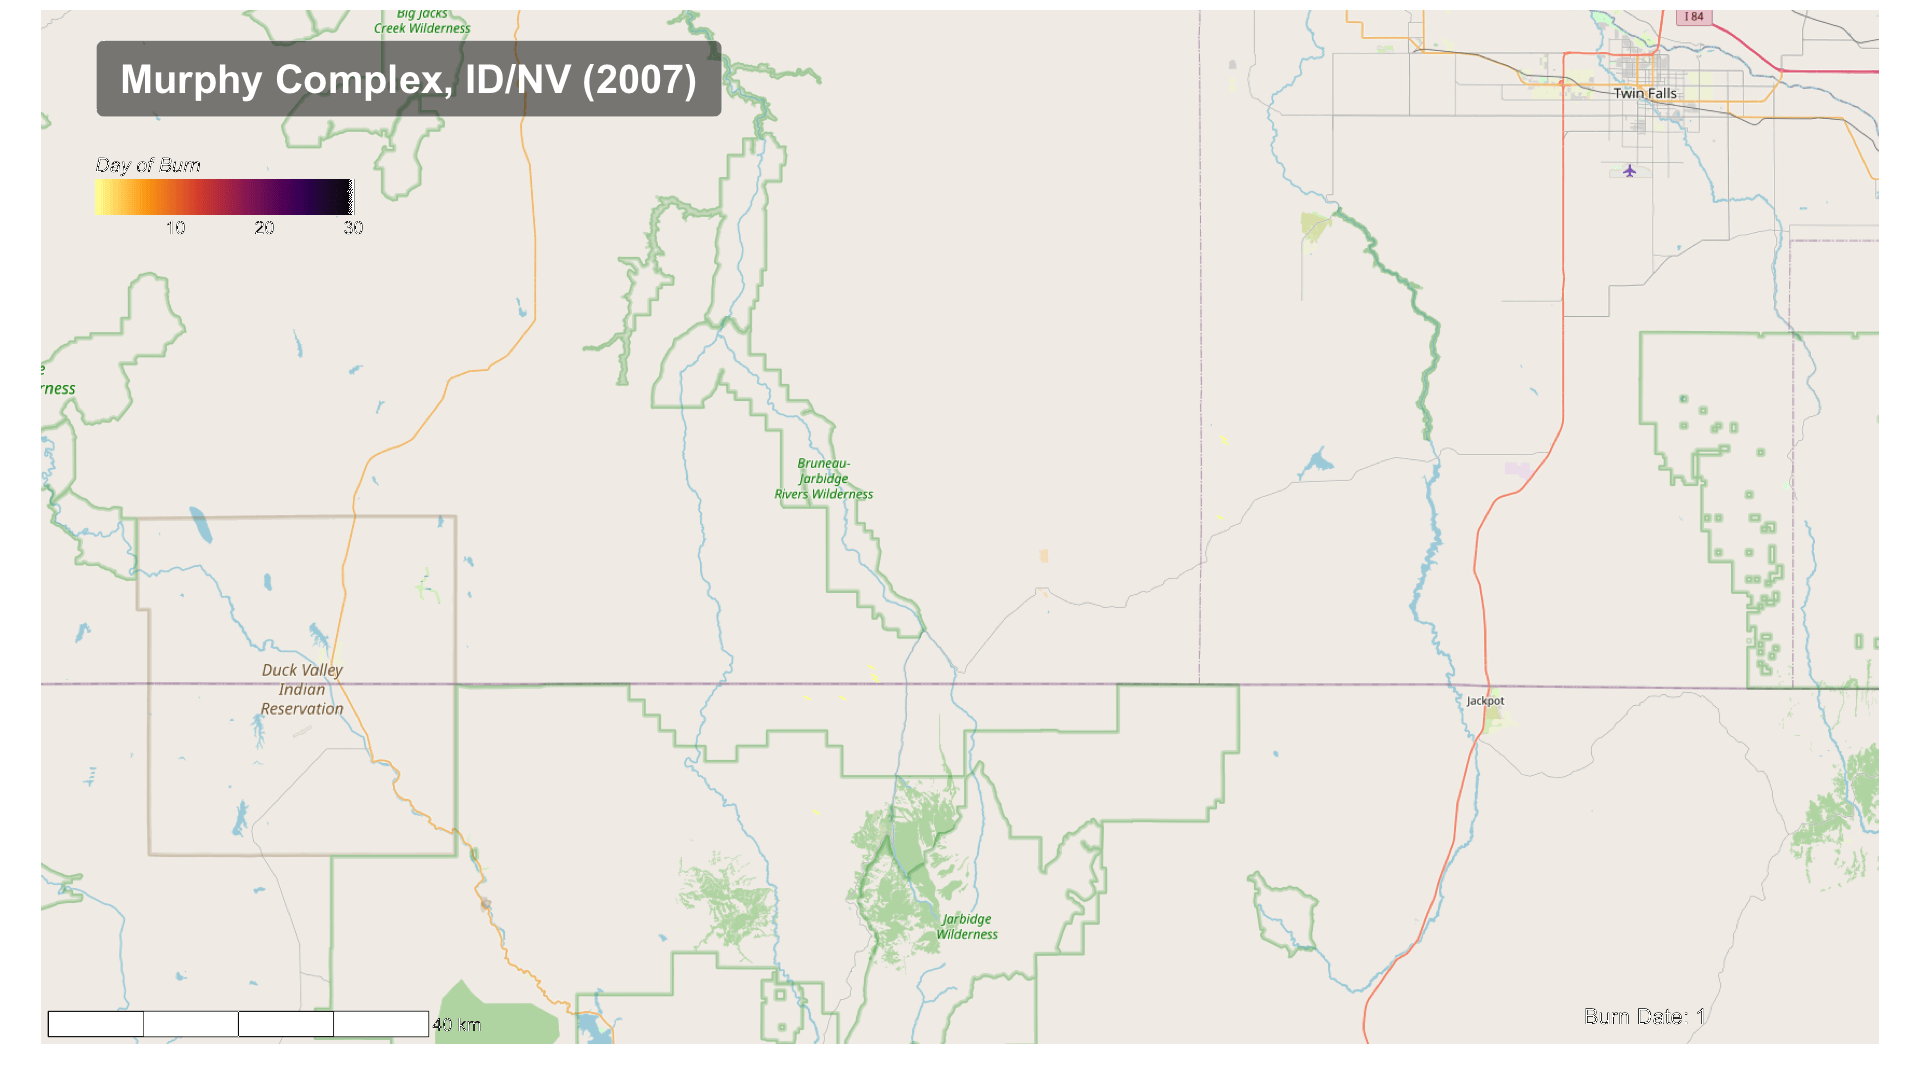 Big Jacks
Creek Wilderness
I 84
Murphy Complex, ID/NV (2007)
Twin Falls
Day of Burn
10 20 30
rness
Bruneau-
Jarbidge
Rivers Wilderness
Duck Valley
Indian
Reservation
Jackpot
Jarbidge
Wilderness
40 km
Burn Date: 1